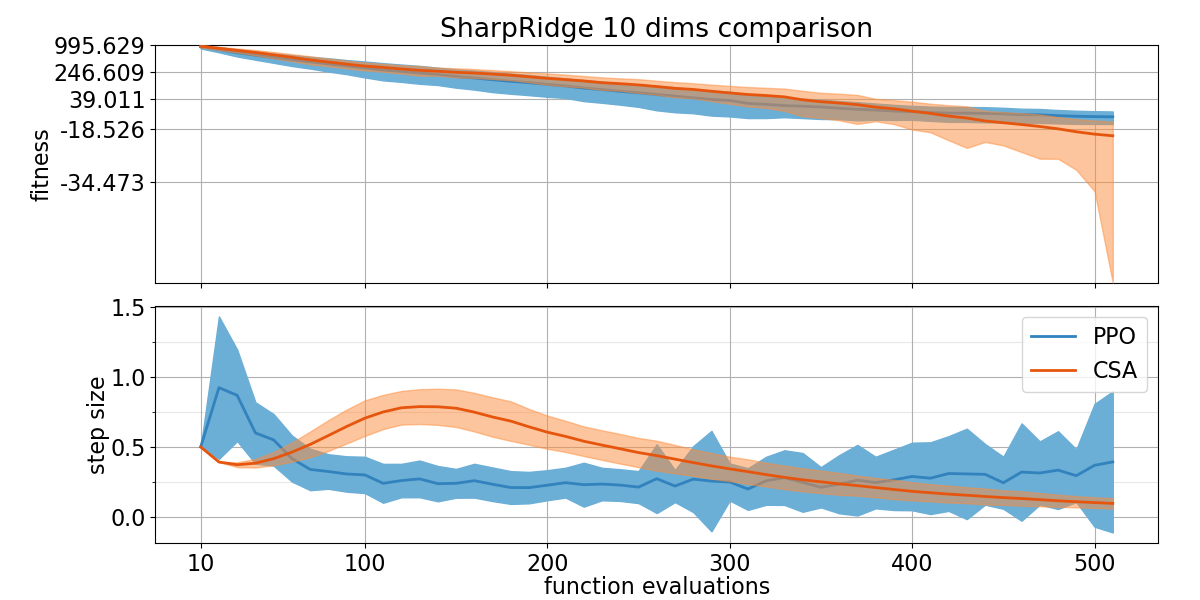 SharpRidge 10 dims comparison
995.629
246.609
39.011
-18.526
-34.473
fitness
1.5
1.0
0.5
0.0
step size
PPO
CSA
10 100 200 300 400 500
function evaluations